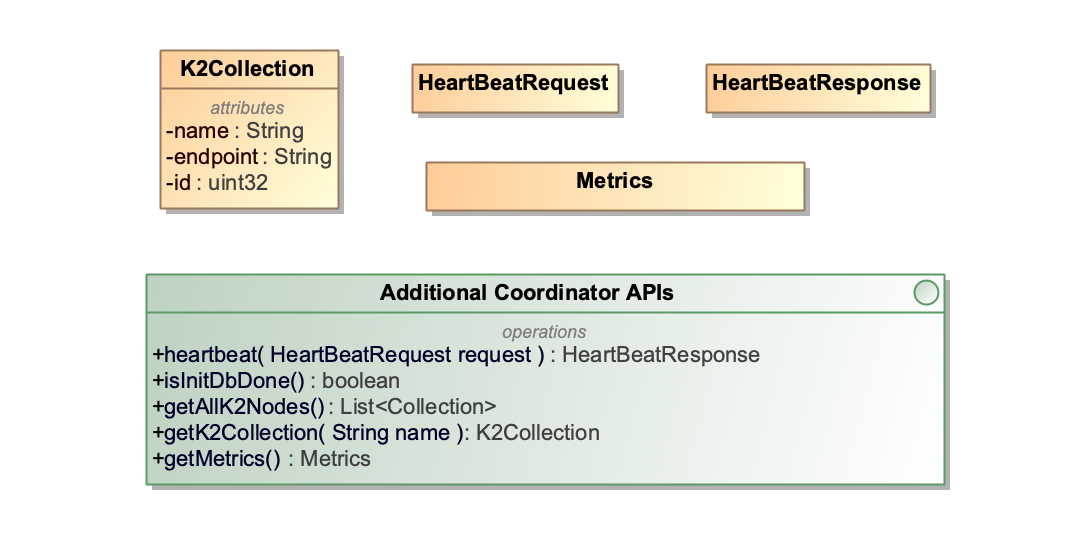 K2Collection
attributes
-name : String
-endpoint : String
-id : uint32
HeartBeatRequest
HeartBeatResponse
Metrics
Additional Coordinator APIs
operations
+heartbeat( HeartBeatRequest request ) : HeartBeatResponse
+isInitDbDone() : boolean
+getAllK2Nodes() : List<Collection>
+getK2Collection( String name ) : K2Collection
+getMetrics() : Metrics